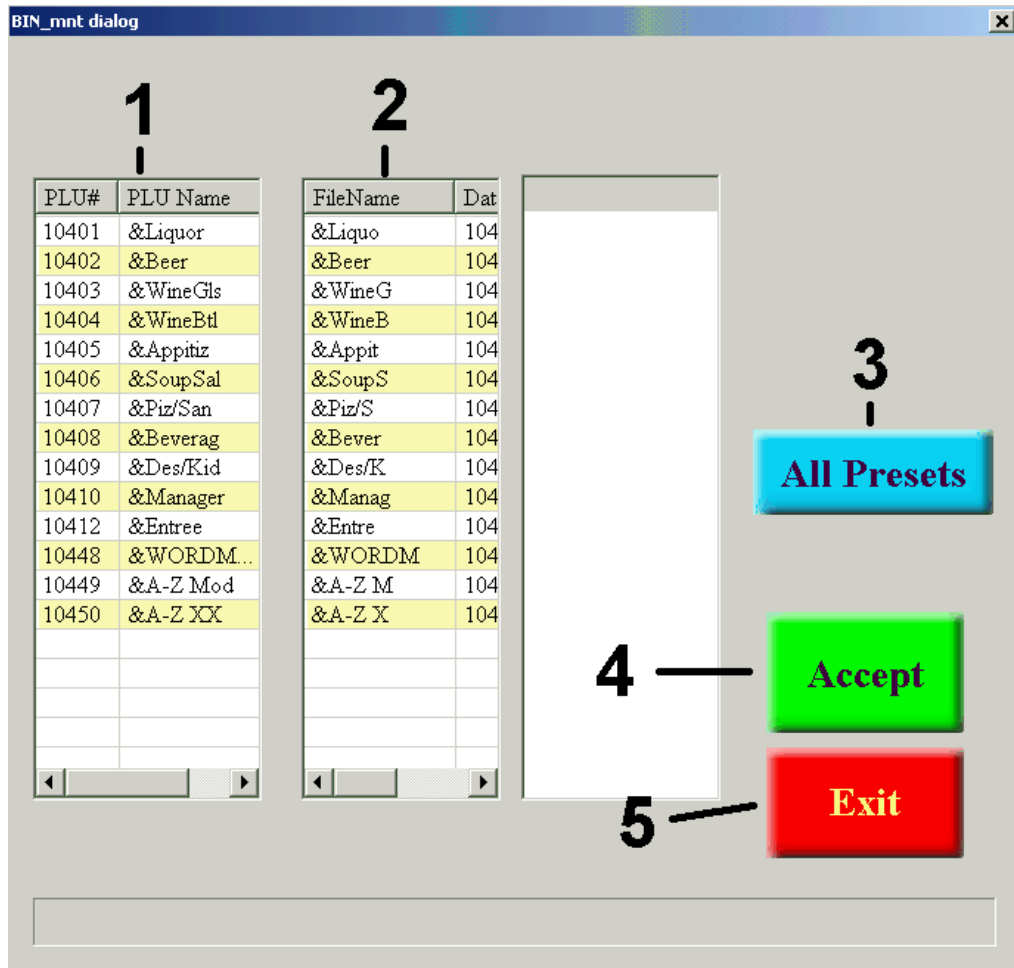 BIN_mnt dialog
1 2
PLU# PLU Name FileName Dat
10401 &Liquor &Liquo 104
10402 &Beer &Beer 104
10403 &WineGls &WineG 104
10404 &WineBtl &WineB 104
10405 &Appitiz &Appit 104
10406 &SoupSal &SoupS 104
10407 &Piz/San &Piz/S 104
10408 &Beverag &Bever 104
10409 &Des/Kid &Des/K 104
10410 &Manager &Manag 104
10412 &Entree &Entre 104
10448 &WORDM... &WORDM 104
10449 &A-Z Mod &A-Z M 104
10450 &A-Z XX &A-Z X 104
3
All Presets
4 Accept
5 Exit